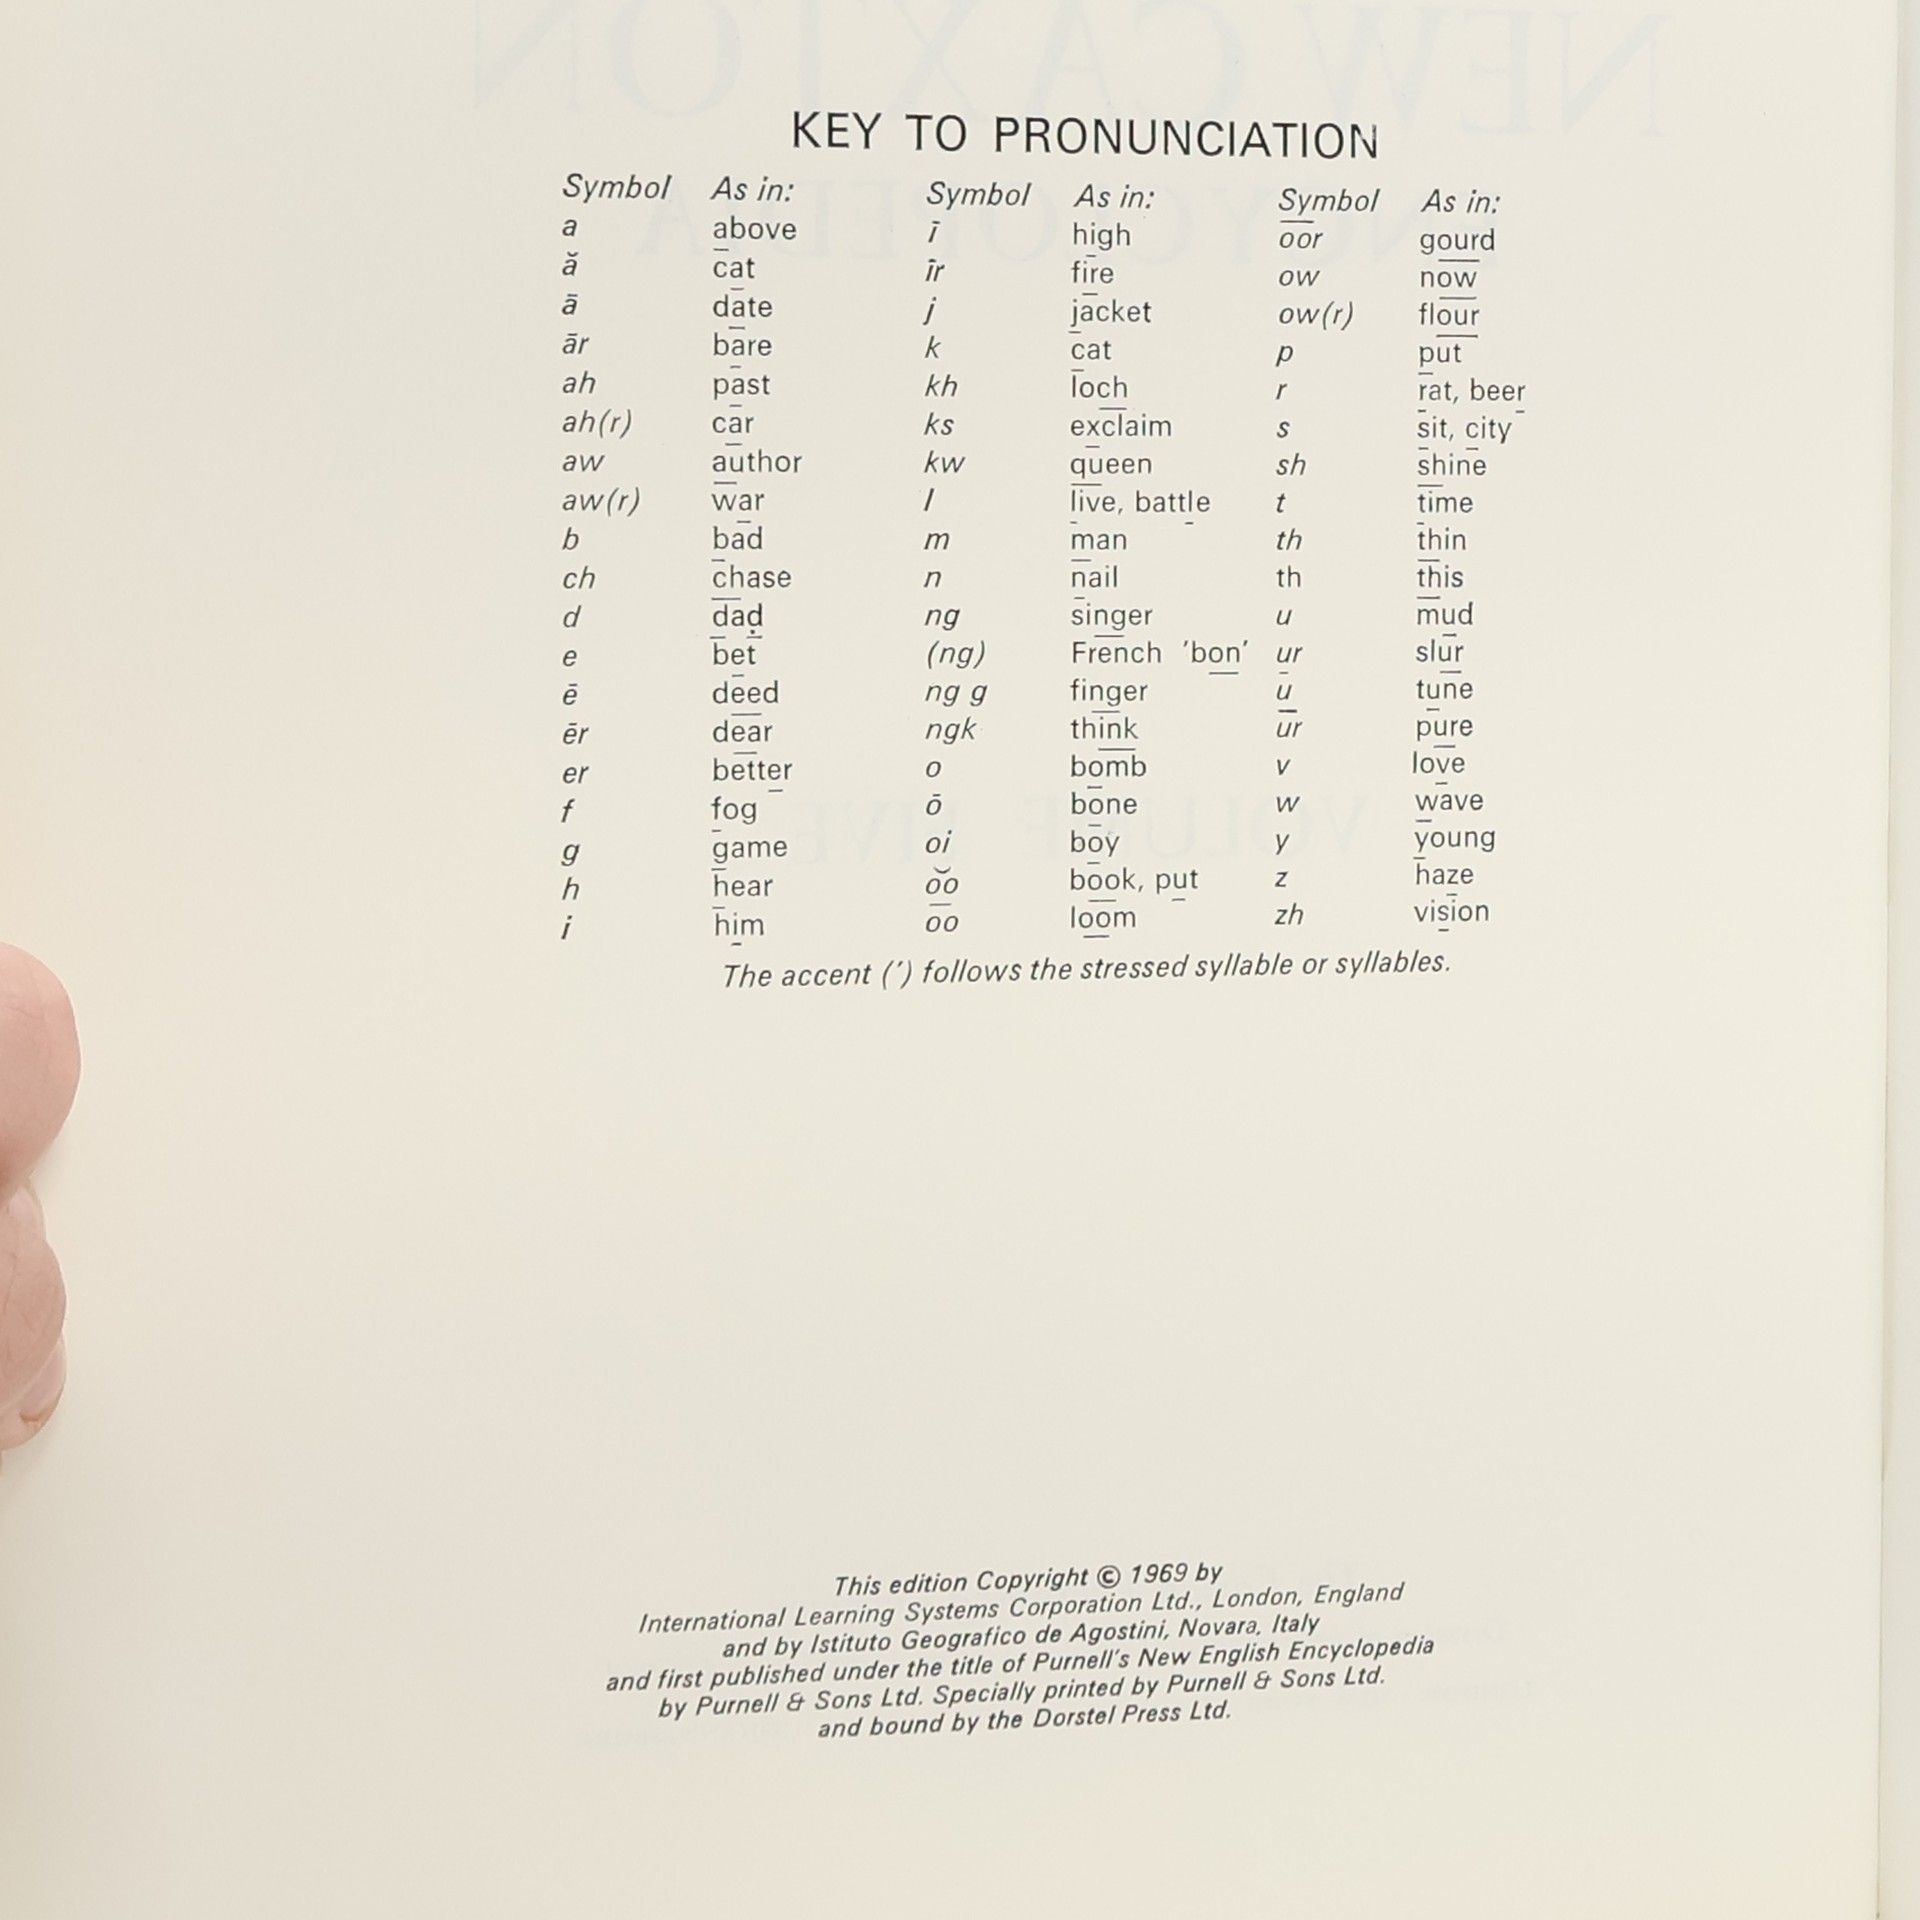 KEY TO PRONUNCIATION
Symbol As in: Symbol As in: Symbol As in:
a above ī high o͞or gourd
ă cat īr fire ow now
ā date j jacket ow(r) flour
ār bare k cat p put
ah past kh loch r rat, beer
ah(r) car ks exclaim s sit, city
aw author kw queen sh shine
aw(r) war l live, battle t time
b bad m man th thin
ch chase n nail th this
d dad ng singer u mud
e bet (ng) French 'bon' ur slur
ē deed ng g finger ū tune
ēr dear ngk think ūr pure
er better o bomb v love
f fog ō bone w wave
g game oi boy y young
h hear o͝o book, put z haze
i him o͞o loom zh vision
The accent (′) follows the stressed syllable or syllables.
This edition Copyright © 1969 by
International Learning Systems Corporation Ltd., London, England
and by Istituto Geografico de Agostini, Novara, Italy
and first published under the title of Purnell's New English Encyclopedia
by Purnell & Sons Ltd. Specially printed by Purnell & Sons Ltd.
and bound by the Dorstel Press Ltd.